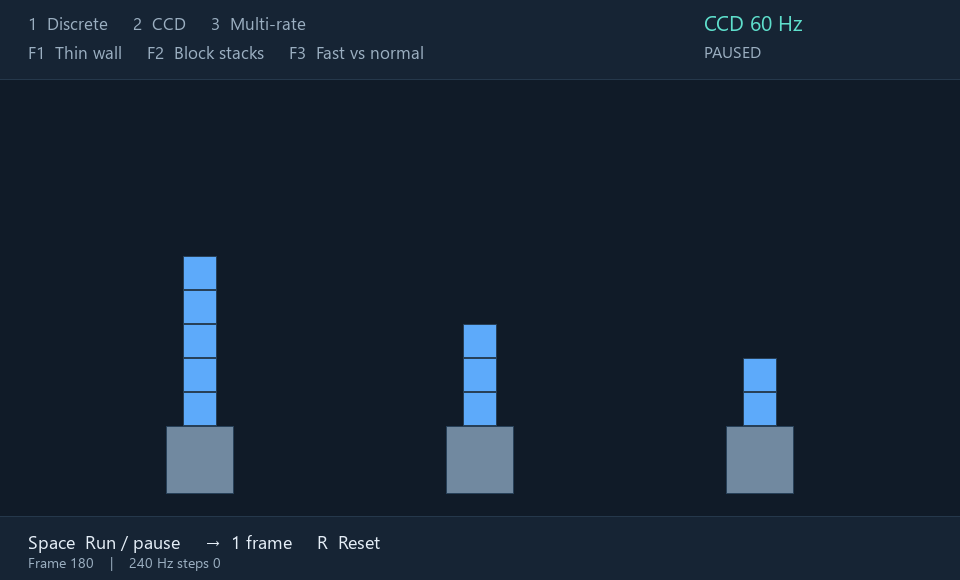 1 Discrete 2 CCD 3 Multi-rate CCD 60 Hz
F1 Thin wall F2 Block stacks F3 Fast vs normal PAUSED
Space Run / pause → 1 frame R Reset
Frame 180 | 240 Hz steps 0